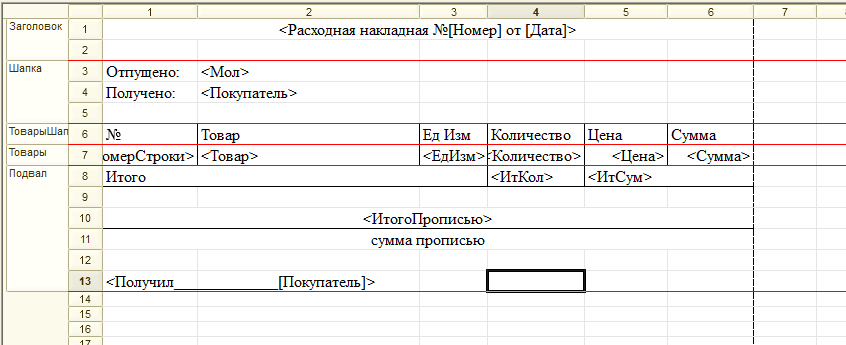 1 2 3 4 5 6 7 8
Заголовок 1 <Расходная накладная №[Номер] от [Дата]>
2
Шапка 3 Отпущено: <Мол>
4 Получено: <Покупатель>
5
ТоварыШап 6 № Товар Ед Изм Количество Цена Сумма
Товары 7 омерСтроки> <Товар> <ЕдИзм> Количество> <Цена> <Сумма>
Подвал 8 Итого <ИтКол> <ИтСум>
9
10 <ИтогоПрописью>
11 сумма прописью
12
13 <Получил______________[Покупатель]>
14
15
16
17